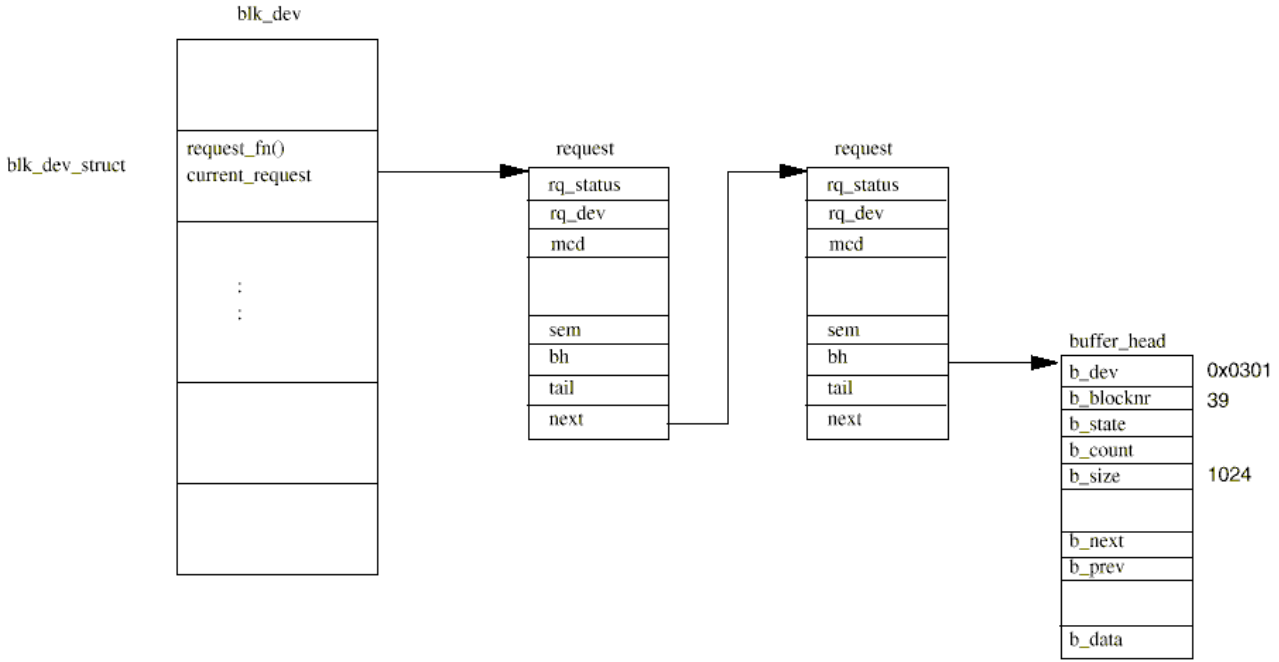 blk_dev
blk_dev_struct
request_fn()
current_request
:
:
request
rq_status
rq_dev
mcd
sem
bh
tail
next
request
rq_status
rq_dev
mcd
sem
bh
tail
next
buffer_head
b_dev 0x0301
b_blocknr 39
b_state
b_count
b_size 1024
b_next
b_prev
b_data